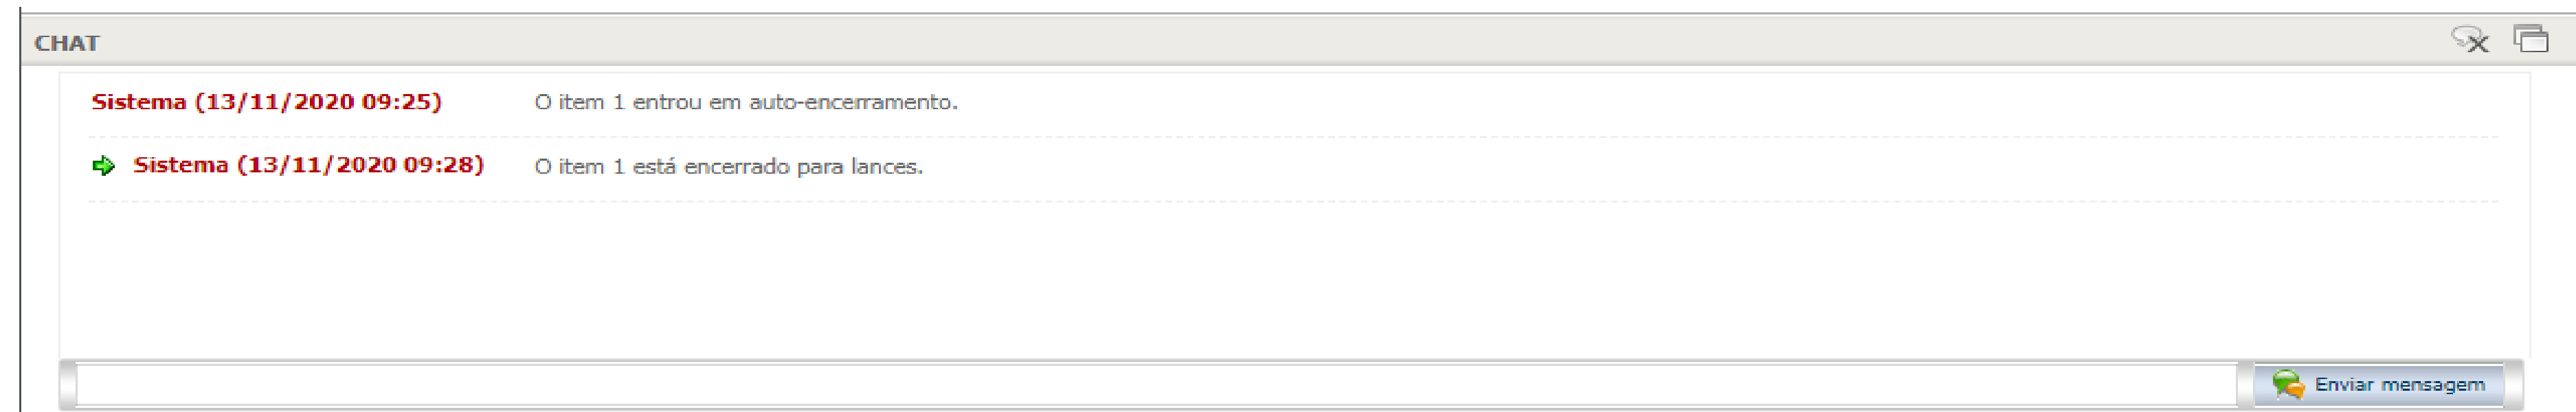 CHAT
Sistema (13/11/2020 09:25) O item 1 entrou em auto-encerramento.
Sistema (13/11/2020 09:28) O item 1 está encerrado para lances.
Enviar mensagem